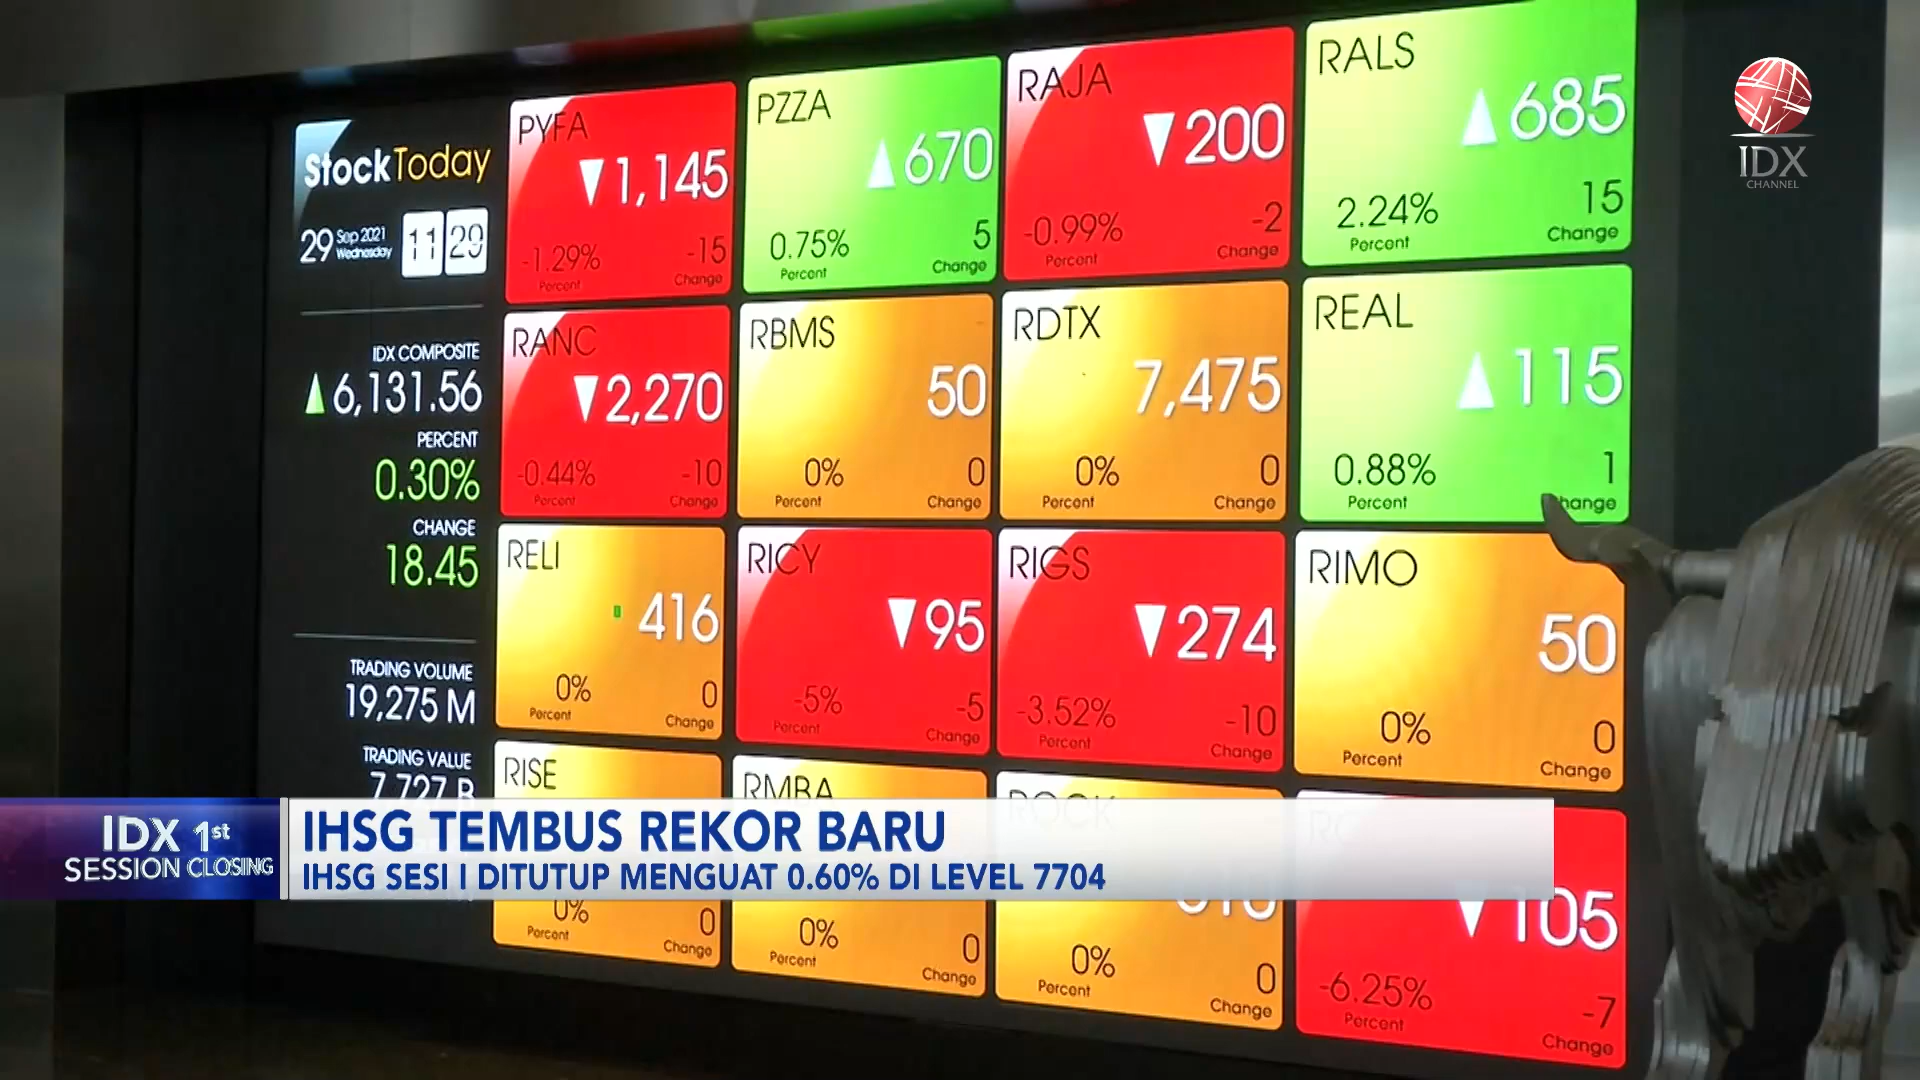 IDX
CHANNEL
StockToday
29 Sep 2021
Wednesday
11 29
IDX COMPOSITE
▲6,131.56
PERCENT
0.30%
CHANGE
18.45
TRADING VOLUME
19,275 M
TRADING VALUE
7,727 B
PYFA
▼1,145
-1.29% -15
Percent Change
PZZA
▲670
0.75% 5
Percent Change
RAJA
▼200
-0.99% -2
Percent Change
RALS
▲685
2.24% 15
Percent Change
RANC
▼2,270
-0.44% -10
Percent Change
RBMS
50
0% 0
Percent Change
RDTX
7,475
0% 0
Percent Change
REAL
▲115
0.88% 1
Percent hange
RELI
416
0% 0
Percent Change
RICY
▼95
-5% -5
Percent Change
RIGS
▼274
-3.52% -10
Percent Change
RIMO
50
0% 0
Percent Change
RISE
0% 0
Percent Change
RMBA
0% 0
Percent Change
ROCK
0% 0
Percent Change
▼105
-6.25% -7
Percent Change
IDX 1st
SESSION CLOSING
IHSG TEMBUS REKOR BARU
IHSG SESI I DITUTUP MENGUAT 0.60% DI LEVEL 7704